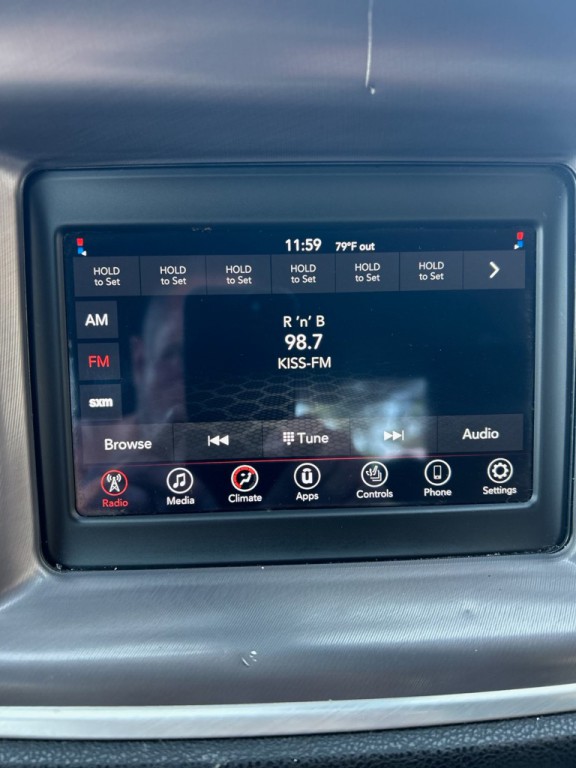 11:59 79°F out
HOLD to Set
HOLD to Set
HOLD to Set
HOLD to Set
HOLD to Set
HOLD to Set
AM
FM
sxm
R 'n' B
98.7
KISS-FM
Browse
Tune
Audio
Radio
Media
Climate
Apps
Controls
Phone
Settings